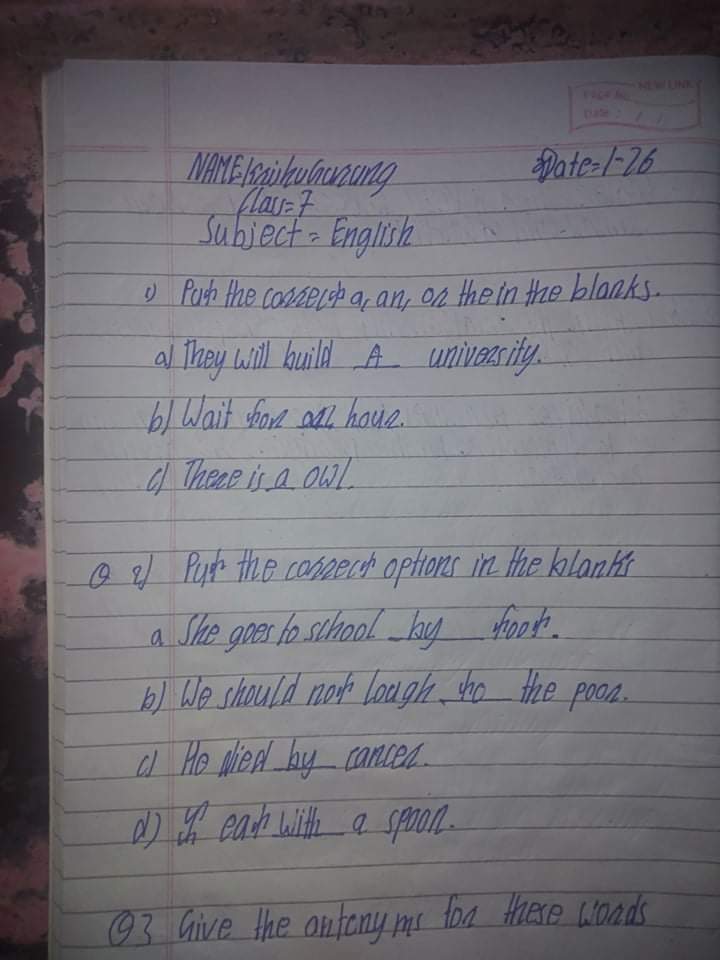 NEW LINK
PAGE No.
Date: / /
NAME Date=1-26
Class=7
Subject = English
1) Put the correct a, an, or the in the blanks.
a) They will build A university.
b) Wait for an hour.
c) There is a owl.
Q 2) Put the correct options in the blanks
a She goes to school by foot.
b) We should not lough to the poor.
c) He died by cancer.
d) I eat with a spoon.
Q3 Give the antonyms for these words